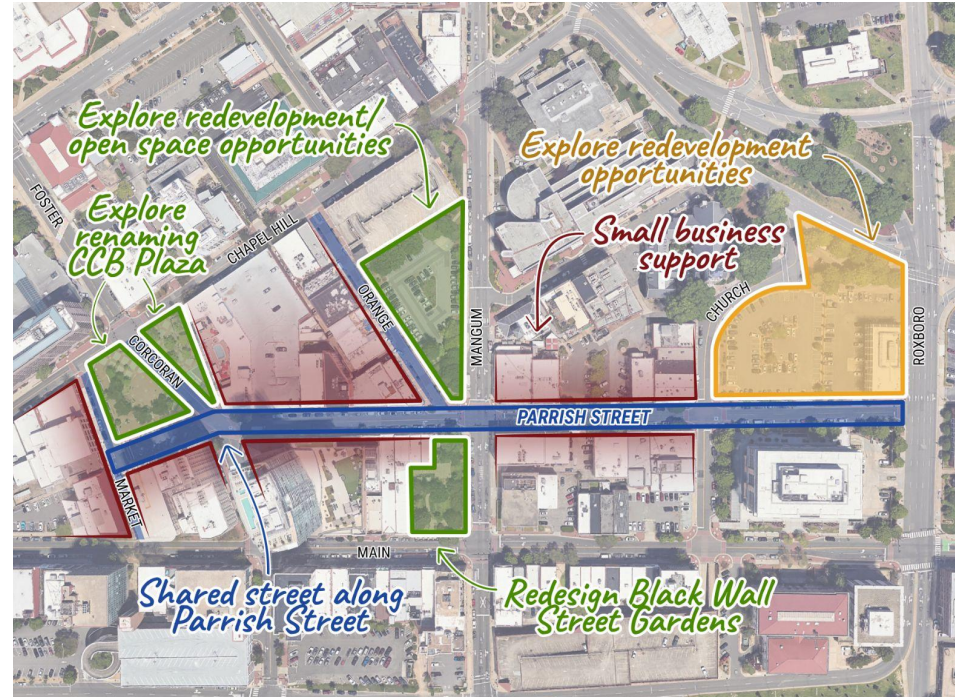 Explore redevelopment/
open space opportunities
Explore redevelopment
opportunities
FOSTER
Explore
renaming
CCB Plaza
CHAPEL HILL
Small business
support
ORANGE
CHURCH
MANGUM
ROXBORO
CORCORAN
PARRISH STREET
MARKET
MAIN
Shared street along
Parrish Street
Redesign Black Wall
Street Gardens